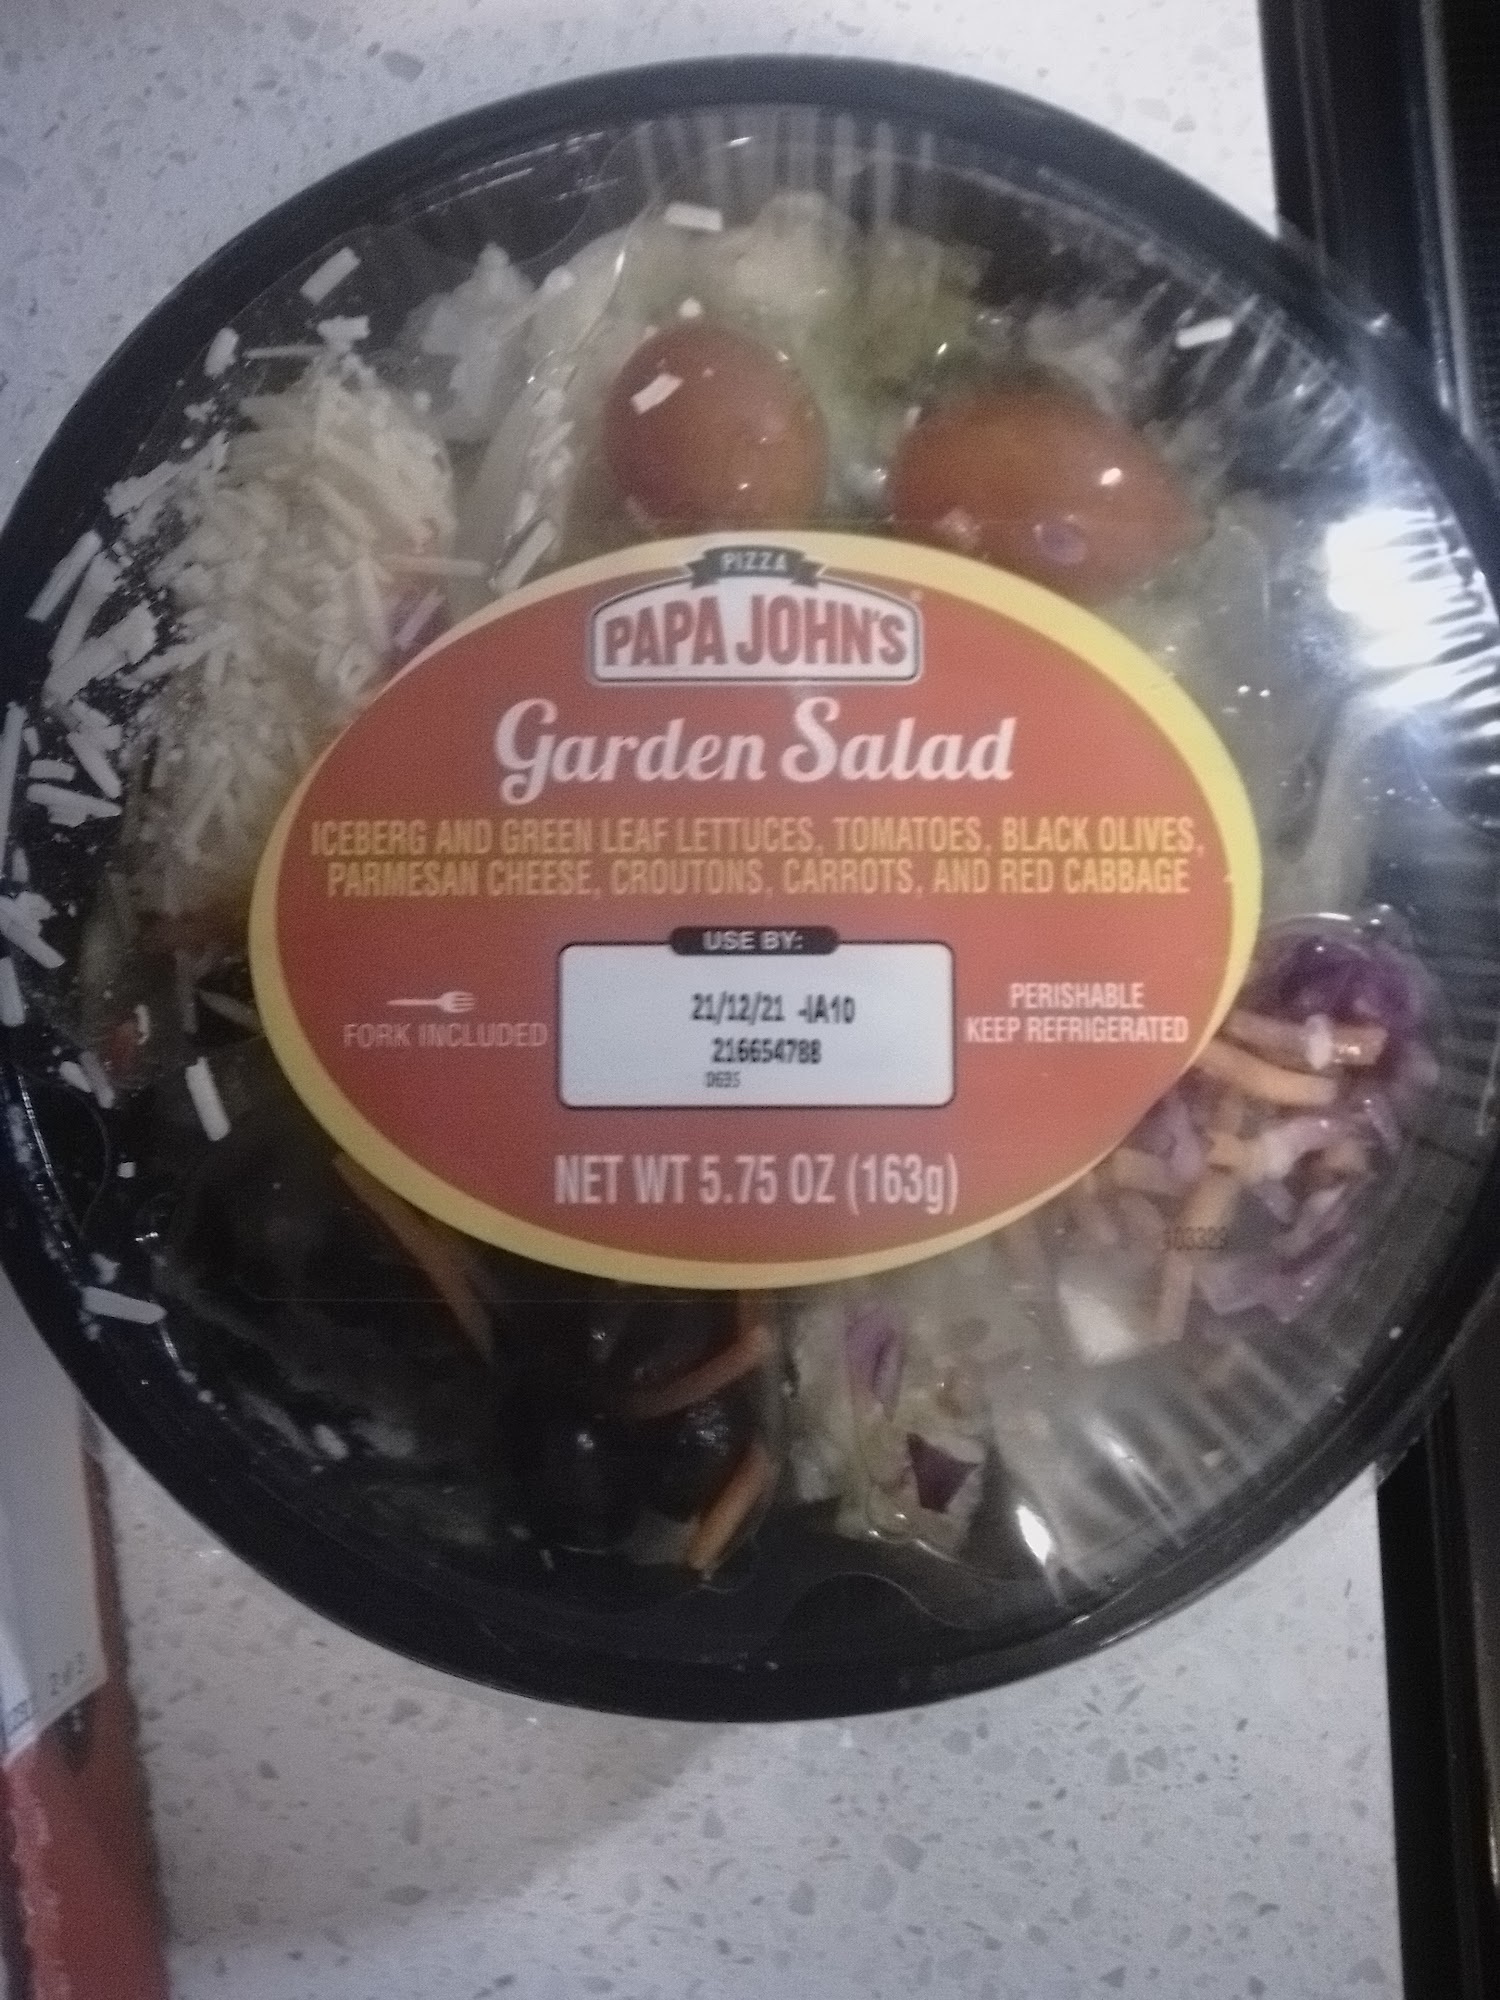 PIZZA
PAPA JOHN'S
Garden Salad
ICEBERG AND GREEN LEAF LETTUCES, TOMATOES, BLACK OLIVES,
PARMESAN CHEESE, CROUTONS, CARROTS, AND RED CABBAGE
USE BY:
21/12/21 -IA10
216654788
FORK INCLUDED
PERISHABLE
KEEP REFRIGERATED
NET WT 5.75 OZ (163g)